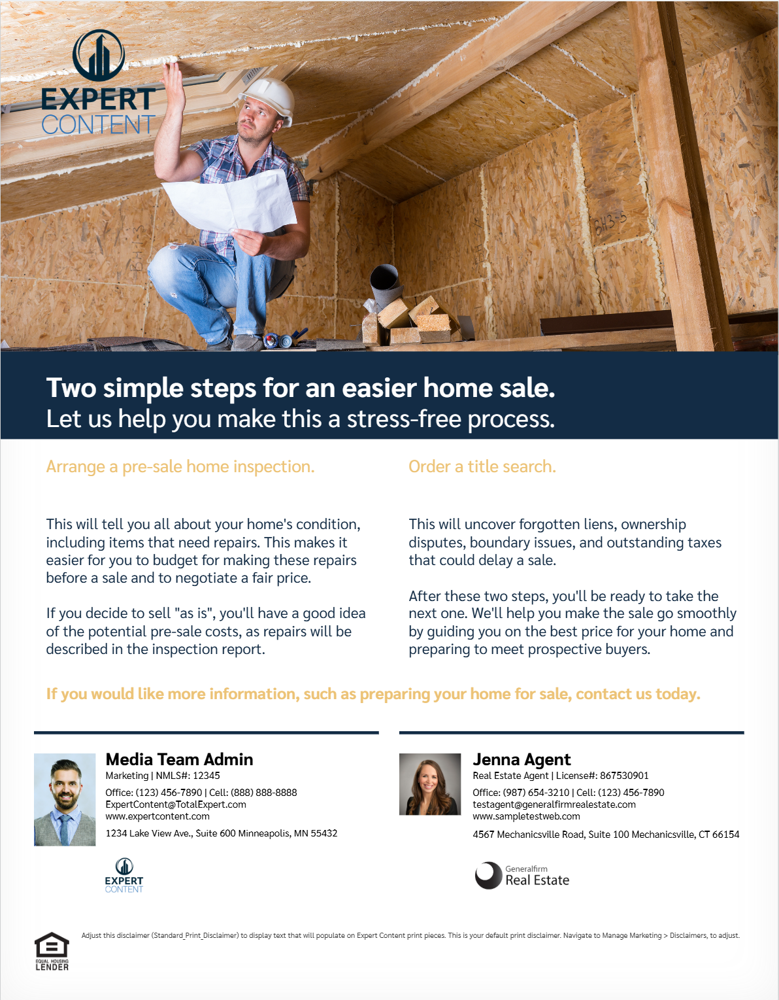 EXPERT
CONTENT
BH3-5
Two simple steps for an easier home sale.
Let us help you make this a stress-free process.
Arrange a pre-sale home inspection.
This will tell you all about your home's condition,
including items that need repairs. This makes it
easier for you to budget for making these repairs
before a sale and to negotiate a fair price.
If you decide to sell "as is", you'll have a good idea
of the potential pre-sale costs, as repairs will be
described in the inspection report.
Order a title search.
This will uncover forgotten liens, ownership
disputes, boundary issues, and outstanding taxes
that could delay a sale.
After these two steps, you'll be ready to take the
next one. We'll help you make the sale go smoothly
by guiding you on the best price for your home and
preparing to meet prospective buyers.
If you would like more information, such as preparing your home for sale, contact us today.
Media Team Admin
Marketing | NMLS#: 12345
Office: (123) 456-7890 | Cell: (888) 888-8888
ExpertContent@TotalExpert.com
www.expertcontent.com
1234 Lake View Ave., Suite 600 Minneapolis, MN 55432
EXPERT
CONTENT
Jenna Agent
Real Estate Agent | License#: 867530901
Office: (987) 654-3210 | Cell: (123) 456-7890
testagent@generalfirmrealestate.com
www.sampletestweb.com
4567 Mechanicsville Road, Suite 100 Mechanicsville, CT 66154
Generalfirm
Real Estate
Adjust this disclaimer (Standard_Print_Disclaimer) to display text that will populate on Expert Content print pieces. This is your default print disclaimer. Navigate to Manage Marketing > Disclaimers, to adjust.
EQUAL HOUSING
LENDER